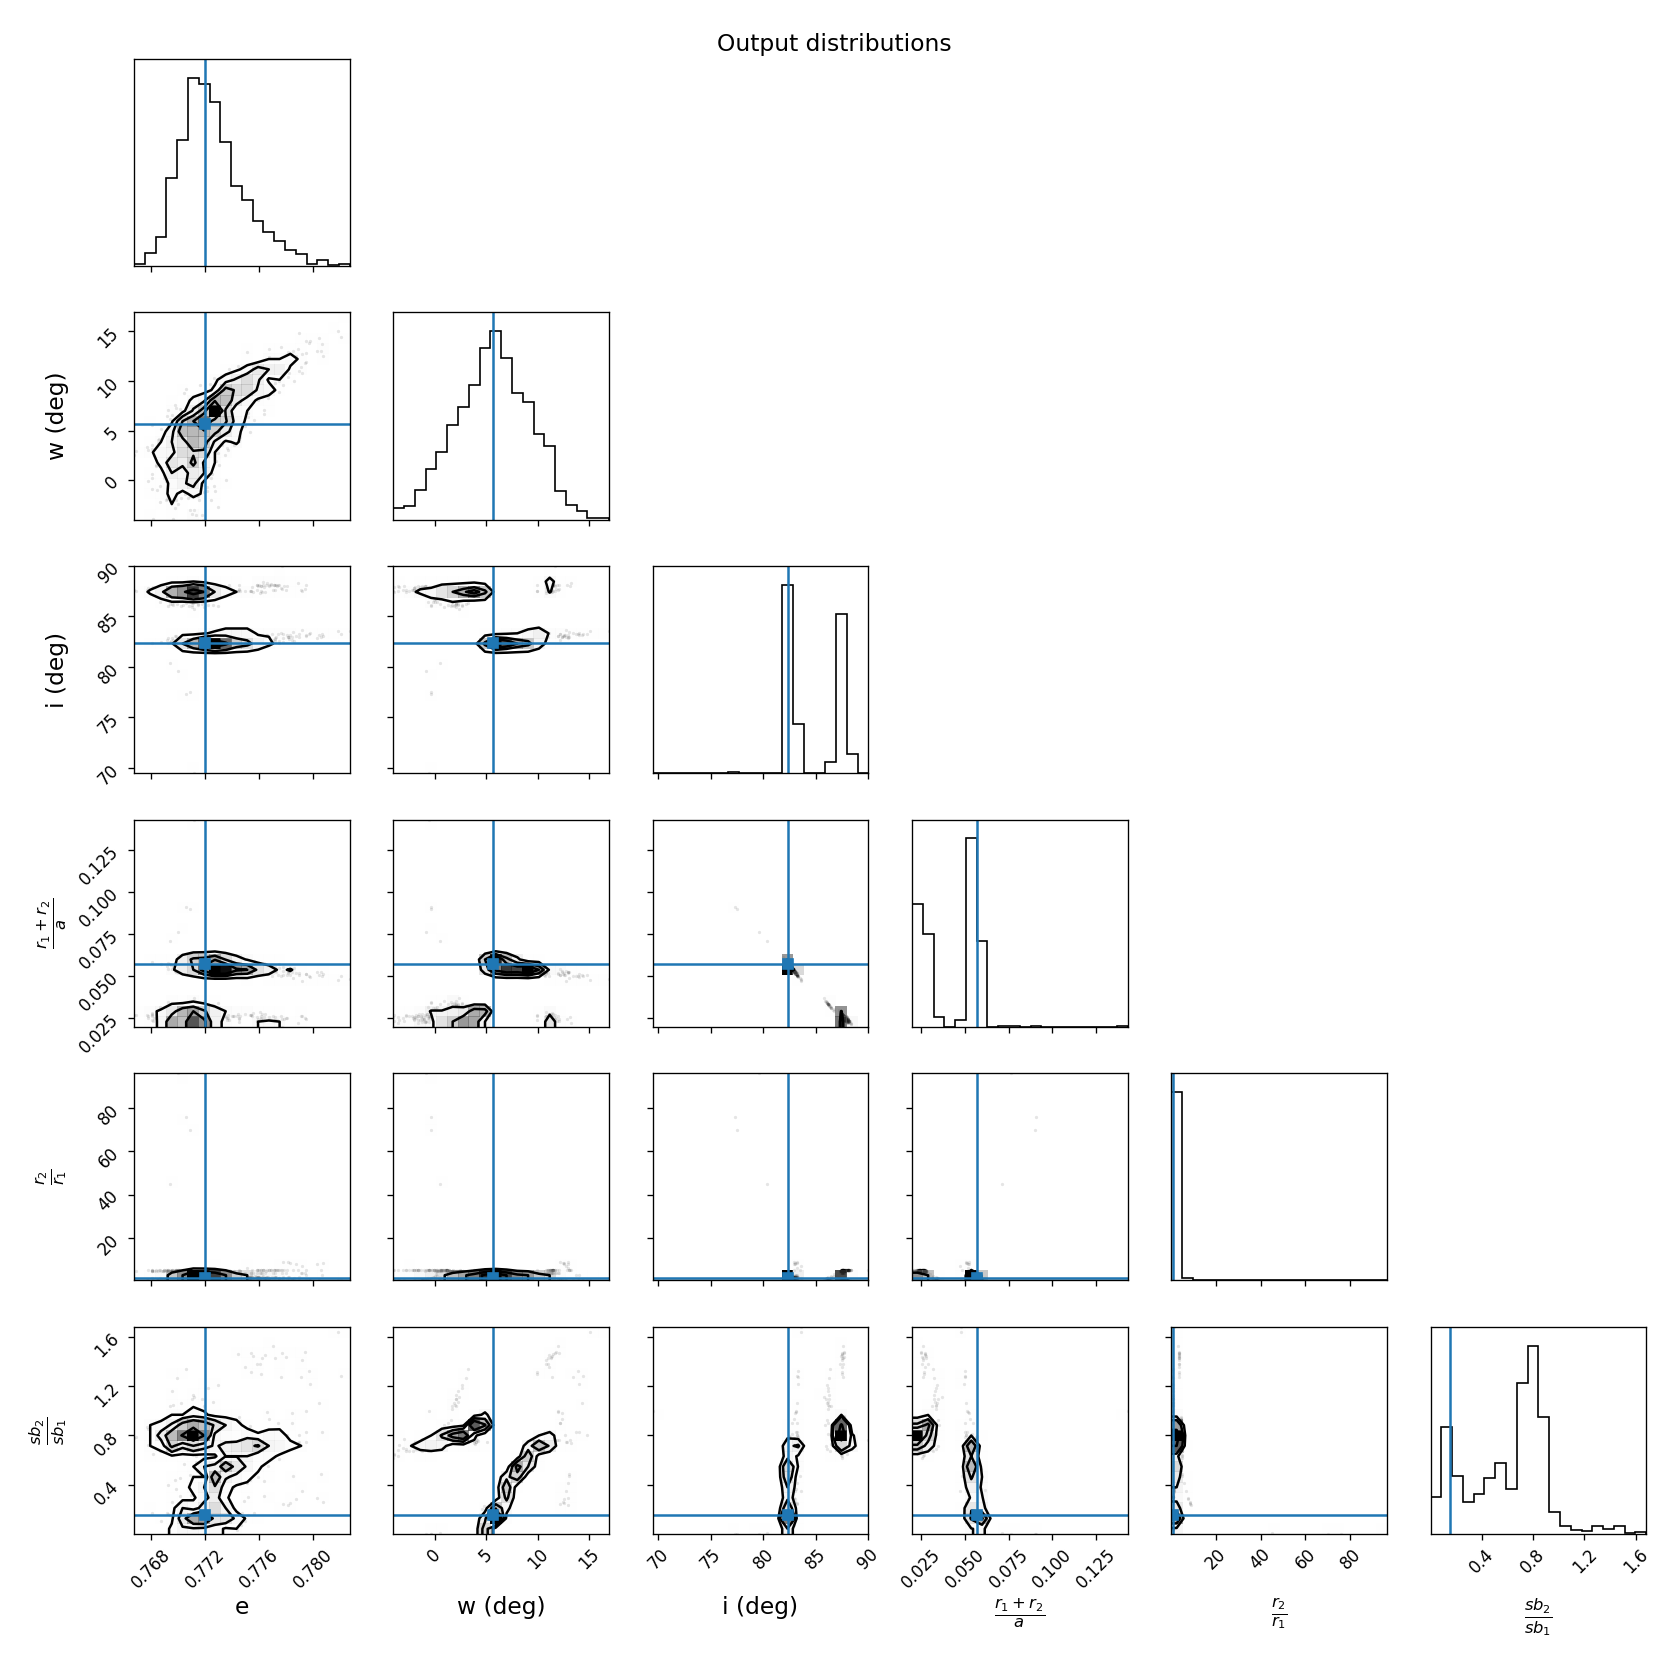 Output distributions
15
10
5
0
w (deg)
90
85
80
75
70
i (deg)
0.125
0.100
0.075
0.050
0.025
r₁ + r₂
a
80
60
40
20
r₂
r₁
1.6
1.2
0.8
0.4
sb₂
sb₁
0.768 0.772 0.776 0.780
0 5 10 15
70 75 80 85 90
0.025 0.050 0.075 0.100 0.125
20 40 60 80
0.4 0.8 1.2 1.6
e
w (deg)
i (deg)
r₁ + r₂
a
r₂
r₁
sb₂
sb₁